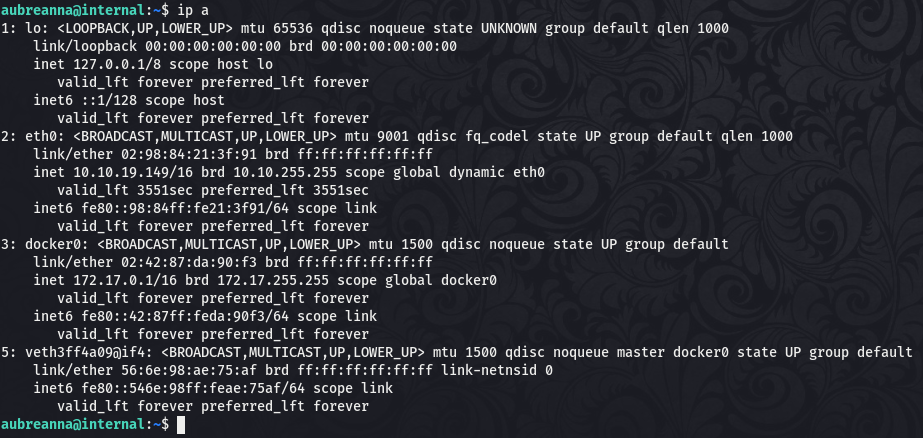 aubreanna@internal:~$ ip a
1: lo: <LOOPBACK,UP,LOWER_UP> mtu 65536 qdisc noqueue state UNKNOWN group default qlen 1000
    link/loopback 00:00:00:00:00:00 brd 00:00:00:00:00:00
    inet 127.0.0.1/8 scope host lo
       valid_lft forever preferred_lft forever
    inet6 ::1/128 scope host
       valid_lft forever preferred_lft forever
2: eth0: <BROADCAST,MULTICAST,UP,LOWER_UP> mtu 9001 qdisc fq_codel state UP group default qlen 1000
    link/ether 02:98:84:21:3f:91 brd ff:ff:ff:ff:ff:ff
    inet 10.10.19.149/16 brd 10.10.255.255 scope global dynamic eth0
       valid_lft 3551sec preferred_lft 3551sec
    inet6 fe80::98:84ff:fe21:3f91/64 scope link
       valid_lft forever preferred_lft forever
3: docker0: <BROADCAST,MULTICAST,UP,LOWER_UP> mtu 1500 qdisc noqueue state UP group default
    link/ether 02:42:87:da:90:f3 brd ff:ff:ff:ff:ff:ff
    inet 172.17.0.1/16 brd 172.17.255.255 scope global docker0
       valid_lft forever preferred_lft forever
    inet6 fe80::42:87ff:feda:90f3/64 scope link
       valid_lft forever preferred_lft forever
5: veth3ff4a09@if4: <BROADCAST,MULTICAST,UP,LOWER_UP> mtu 1500 qdisc noqueue master docker0 state UP group default
    link/ether 56:6e:98:ae:75:af brd ff:ff:ff:ff:ff:ff link-netnsid 0
    inet6 fe80::546e:98ff:feae:75af/64 scope link
       valid_lft forever preferred_lft forever
aubreanna@internal:~$